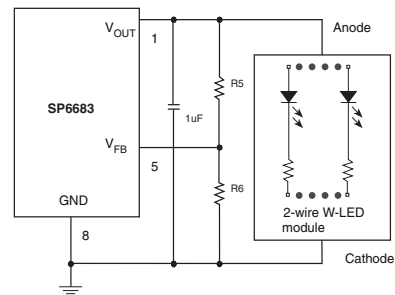 VOUT
1
Anode
SP6683
1uF
R5
VFB
5
R6
GND
8
2-wire W-LED
module
Cathode